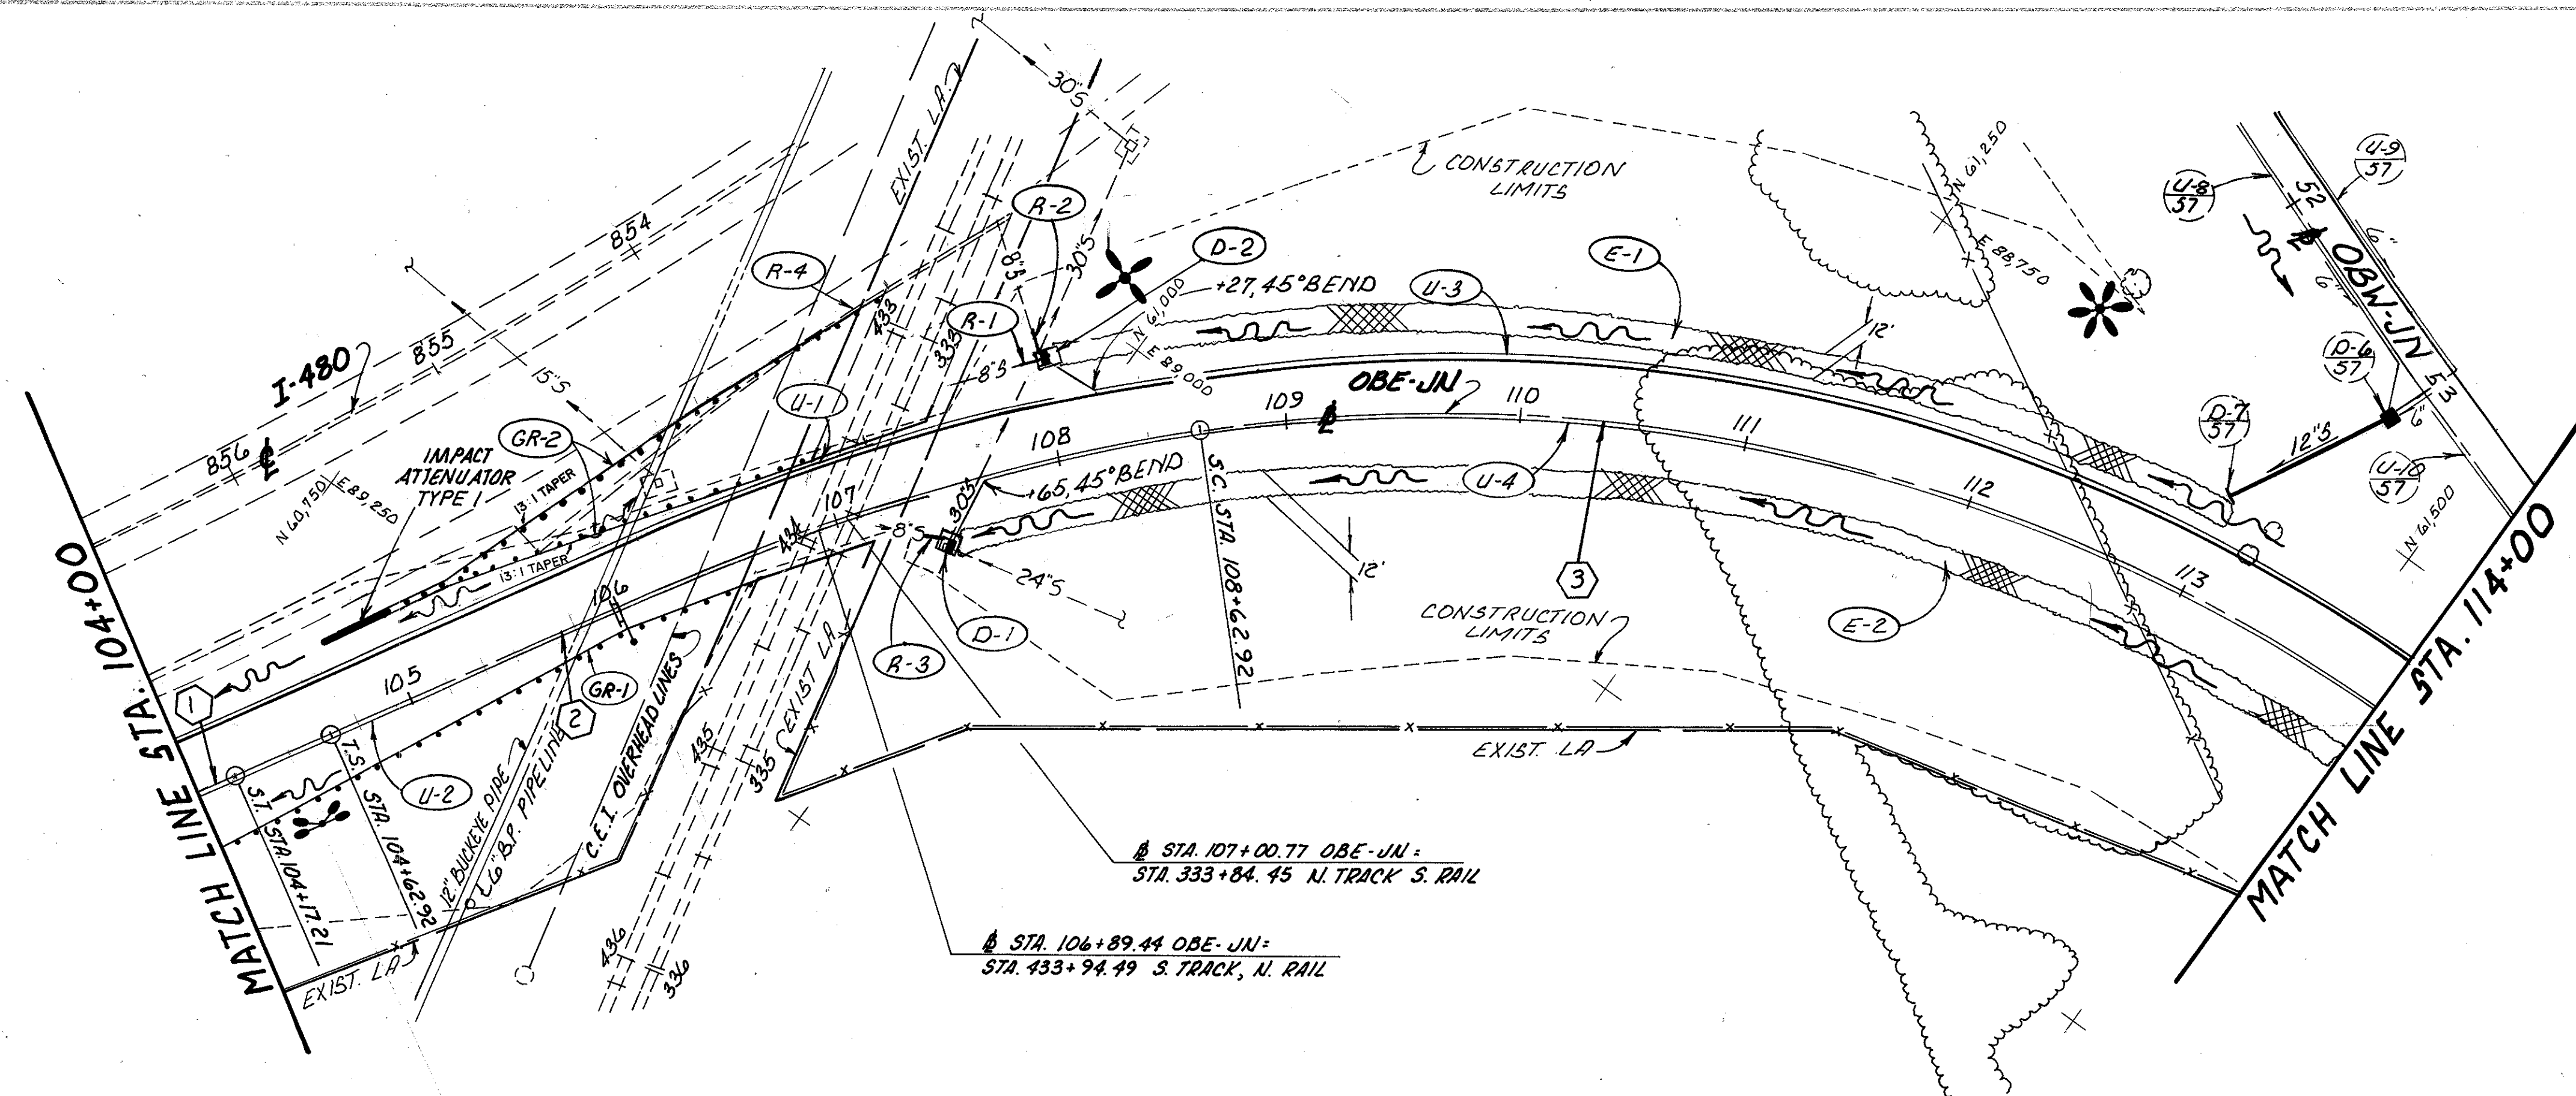 MATCH LINE STA. 104+00
I-480
854
855
856
N 60,750
E 89,250
15"S
IMPACT
ATTENUATOR
TYPE 1
GR-2
13:1 TAPER
13:1 TAPER
R-4
U-1
EXIST. LA.
30"S
R-2
8"S
30"S
D-2
R-1
8"S
+27, 45° BEND
N 61,000
E 89,000
433
333
CONSTRUCTION
LIMITS
E-1
U-3
12'
N 61,250
E 88,750
U-8
57
U-9
57
52
6"
6"
OBW-JN
53
D-6
57
6"
D-7
57
12"S
U-10
57
N 61,500
OBE-JN
105
106
107
108
109
110
111
112
113
434
+65, 45° BEND
30"S
8"S
24"S
R-3
D-1
S.C. STA. 108+62.92
U-4
12'
3
E-2
CONSTRUCTION
LIMITS
EXIST. LA
1
2
GR-1
U-2
S.T. STA. 104+17.21
T.S. STA. 104+62.92
12" BUCKEYE PIPE
6" B.P. PIPELINE
C.E.I. OVERHEAD LINES
EXIST LA
435
335
436
336
EXIST. LA
STA. 107+00.77 OBE-JN =
STA. 333+84.45 N. TRACK S. RAIL
STA. 106+89.44 OBE-JN =
STA. 433+94.49 S. TRACK, N. RAIL
MATCH LINE STA. 114+00